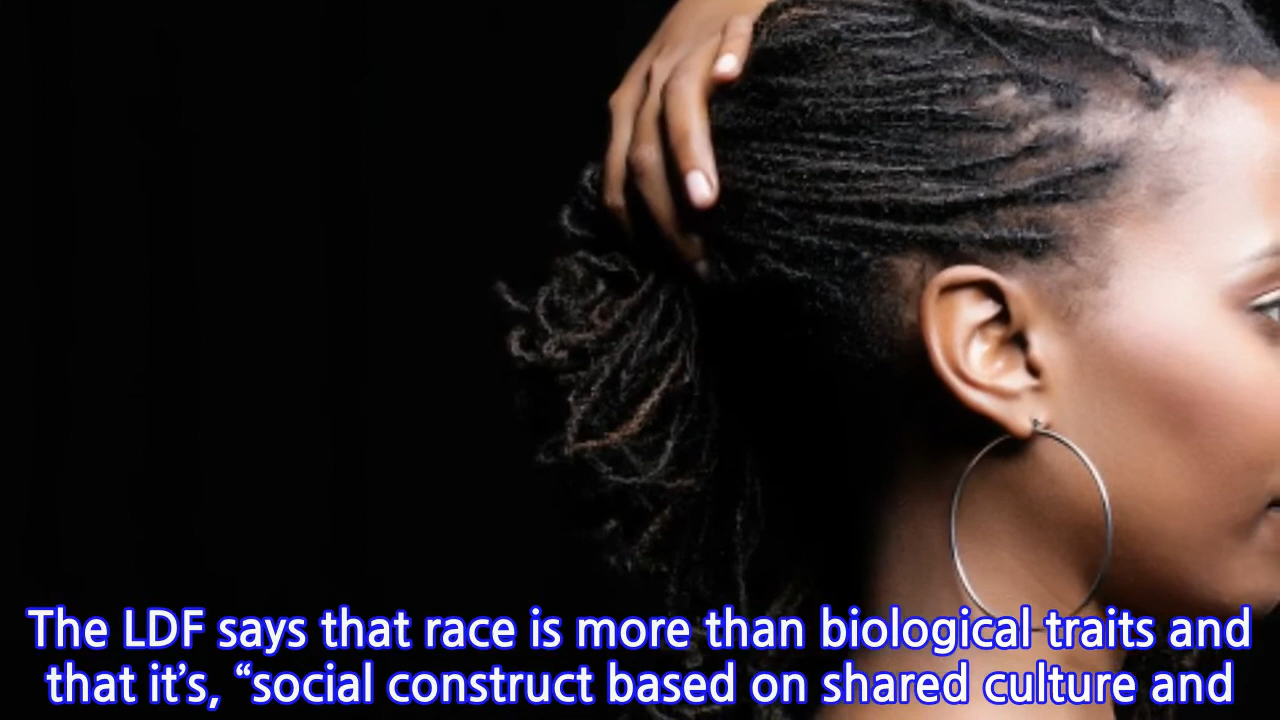 The LDF says that race is more than biological traits and
that it’s, “social construct based on shared culture and